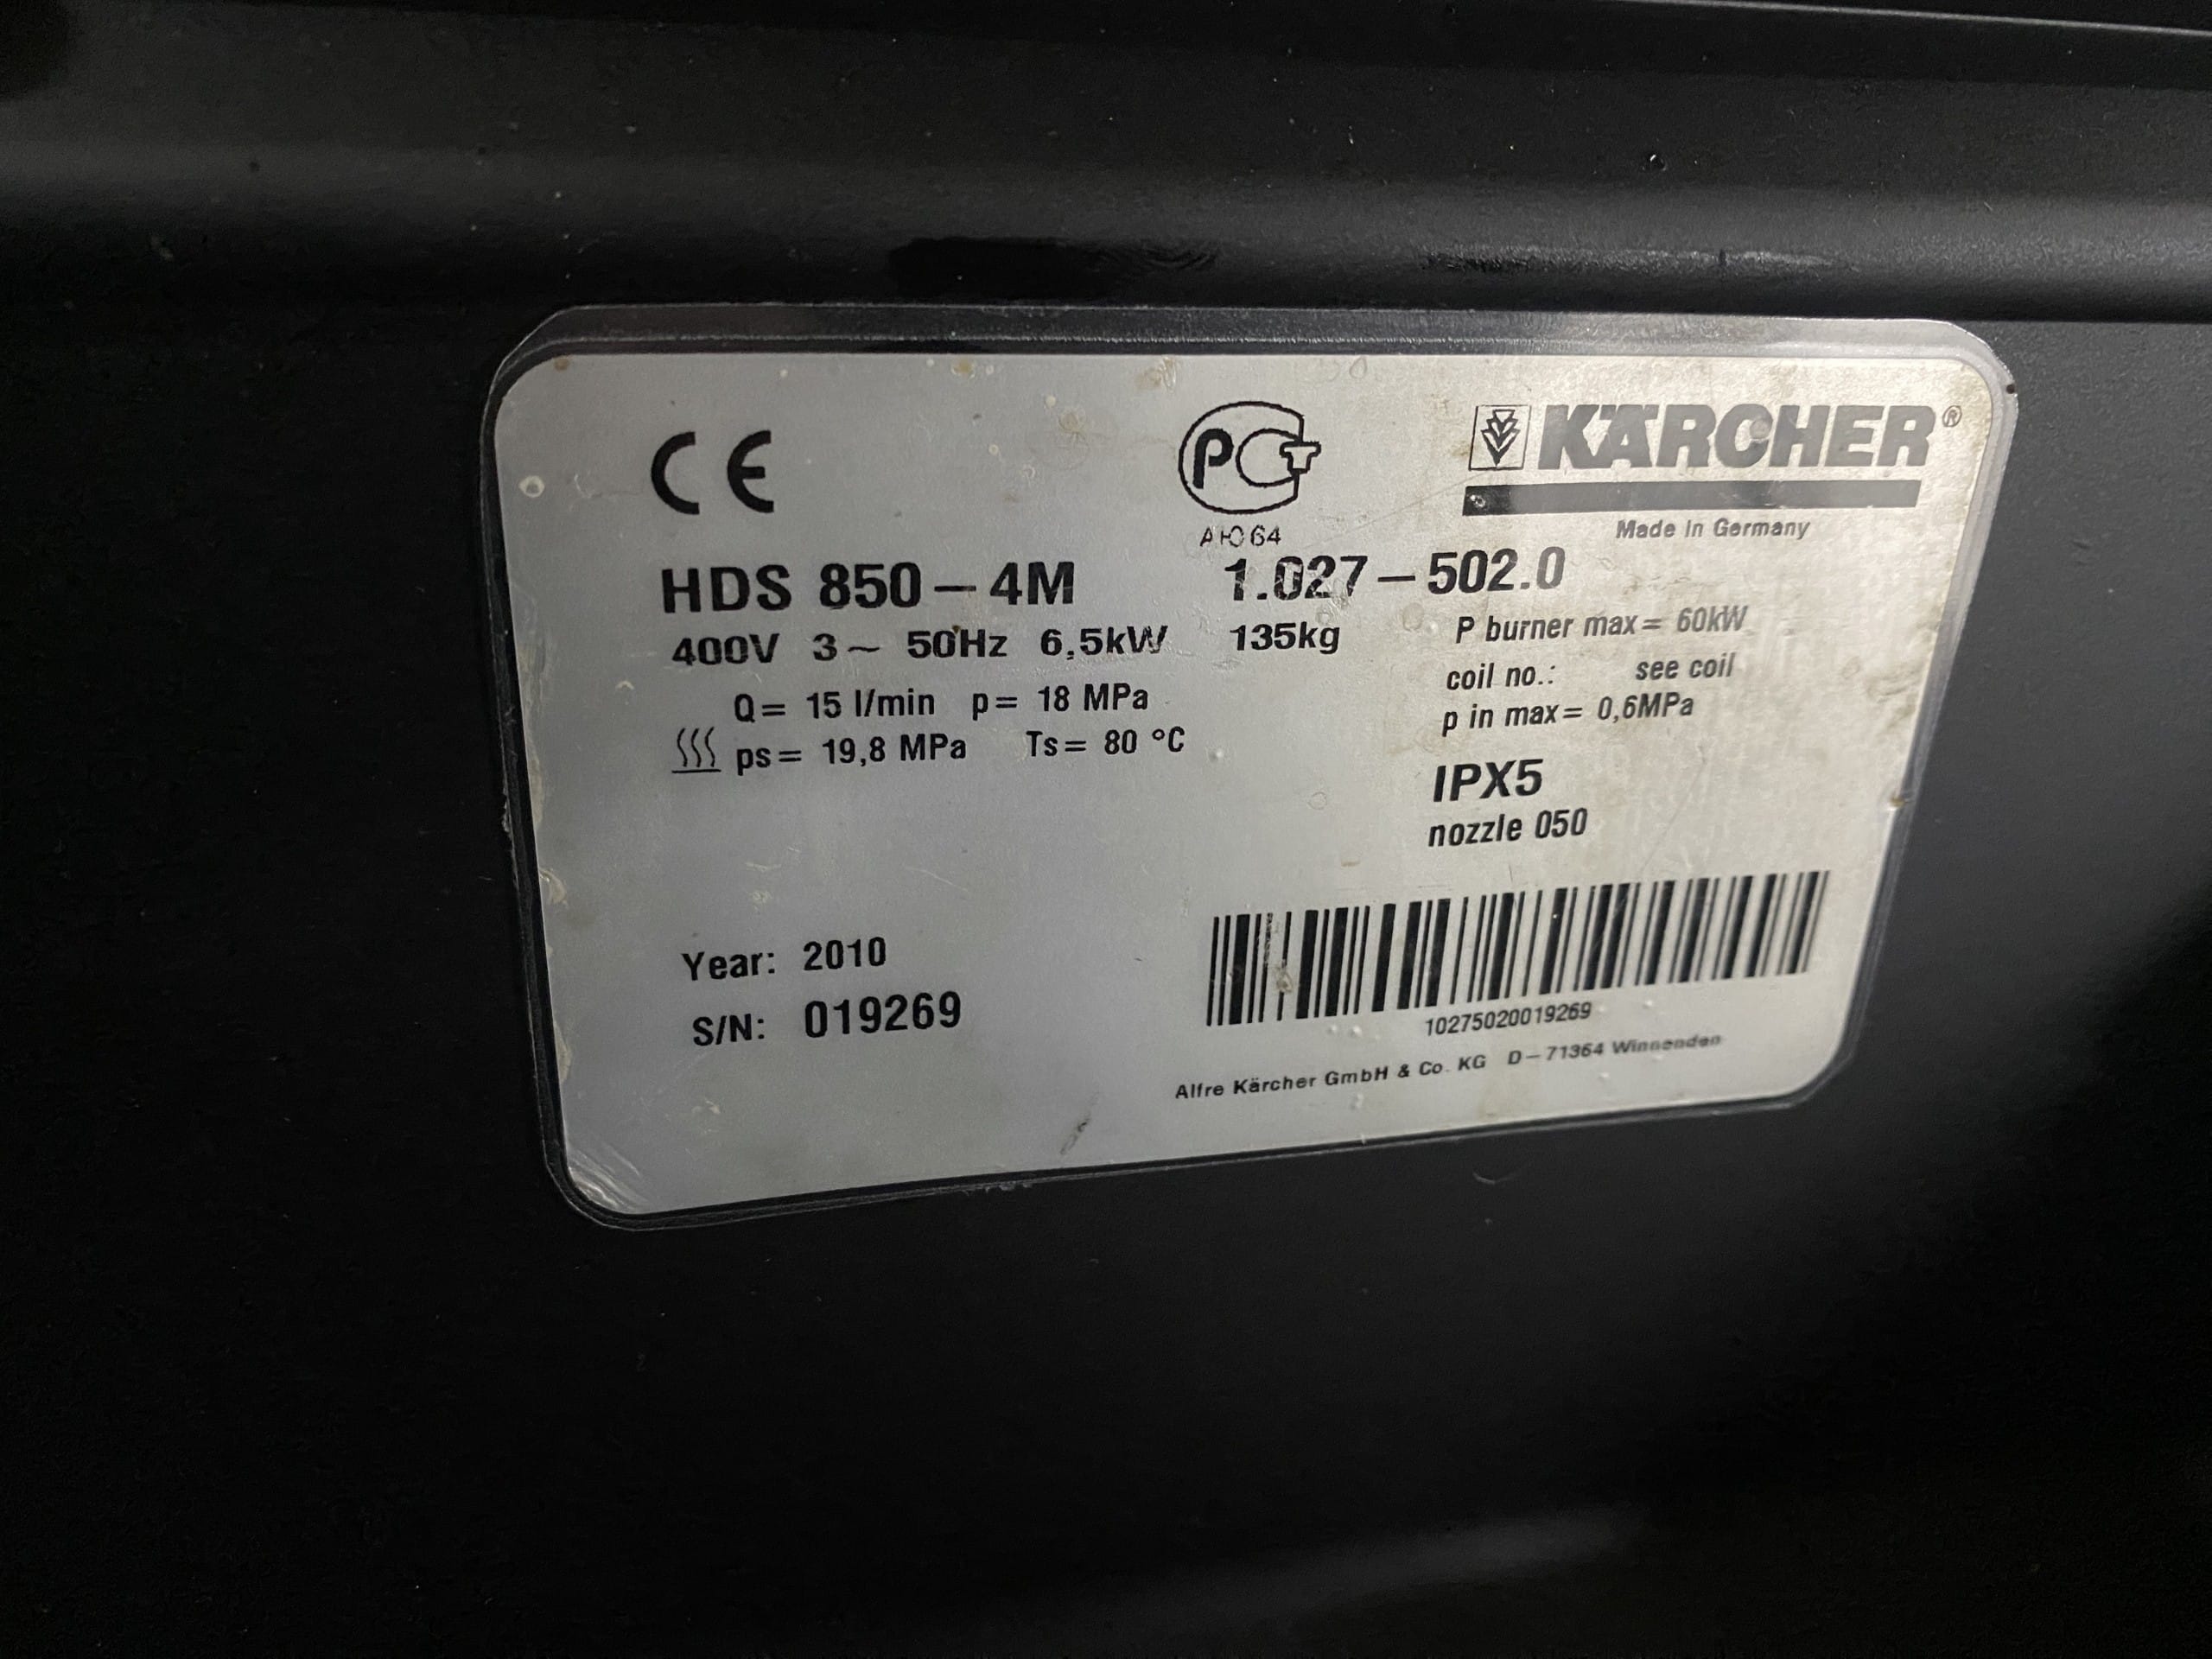 CE
РСТ
АЮ64
KÄRCHER®
Made in Germany
HDS 850-4M 1.027-502.0
400V 3~ 50Hz 6,5kW 135kg
P burner max= 60kW
Q= 15 l/min p= 18 MPa
coil no.: see coil
ps= 19,8 MPa Ts= 80 °C
p in max= 0,6MPa
IPX5
nozzle 050
Year: 2010
S/N: 019269
10275020019269
Alfre Kärcher GmbH & Co. KG D-71364 Winnenden